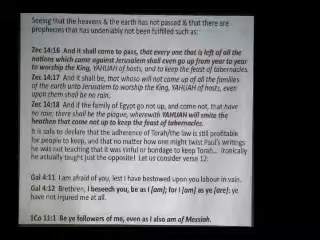 Seeing that the heavens & the earth has not passed & that there are
prophecies that has undeniably not been fulfilled such as:
Zec 14:16 And it shall come to pass, that every one that is left of all the
nations which came against Jerusalem shall even go up from year to year
to worship the King, YAHUAH of hosts, and to keep the feast of tabernacles.
Zec 14:17 And it shall be, that whoso will not come up of all the families
of the earth unto Jerusalem to worship the King, YAHUAH of hosts, even
upon them shall be no rain.
Zec 14:18 And if the family of Egypt go not up, and come not, that have
no rain; there shall be the plague, wherewith YAHUAH will smite the
heathen that come not up to keep the feast of tabernacles.
It is safe to declare that the adherence of Torah/the law is still profitable
for people to keep, and that no matter how one might twist Paul's writings
he was not teaching that it was sinful or bondage to keep Torah... Ironically
he actually taught just the opposite! Let us consider verse 12:
Gal 4:11 I am afraid of you, lest I have bestowed upon you labour in vain.
Gal 4:12 Brethren, I beseech you, be as I [am]; for I [am] as ye [are]: ye
have not injured me at all.
1Co 11:1 Be ye followers of me, even as I also am of Messiah.